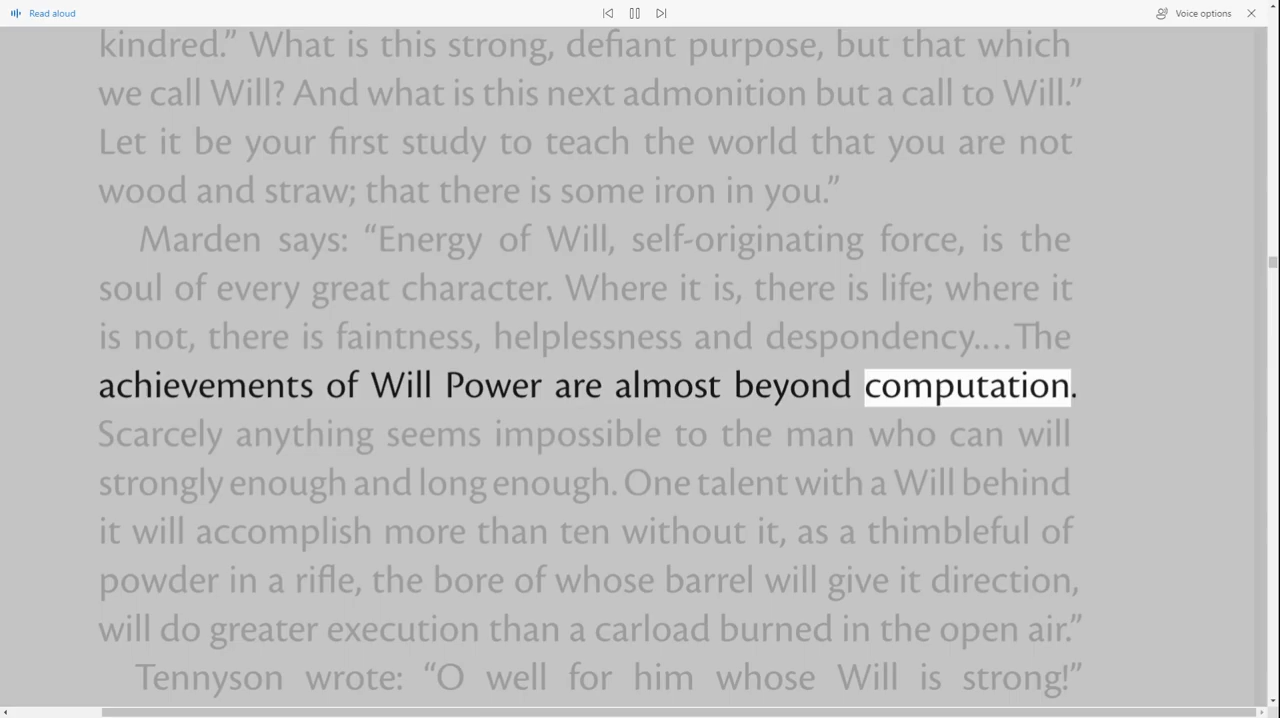 Read aloud
Voice options
kindred.” What is this strong, defiant purpose, but that which
we call Will? And what is this next admonition but a call to Will.”
Let it be your first study to teach the world that you are not
wood and straw; that there is some iron in you.”
Marden says: “Energy of Will, self-originating force, is the
soul of every great character. Where it is, there is life; where it
is not, there is faintness, helplessness and despondency....The
achievements of Will Power are almost beyond computation.
Scarcely anything seems impossible to the man who can will
strongly enough and long enough. One talent with a Will behind
it will accomplish more than ten without it, as a thimbleful of
powder in a rifle, the bore of whose barrel will give it direction,
will do greater execution than a carload burned in the open air.”
Tennyson wrote: “O well for him whose Will is strong!”